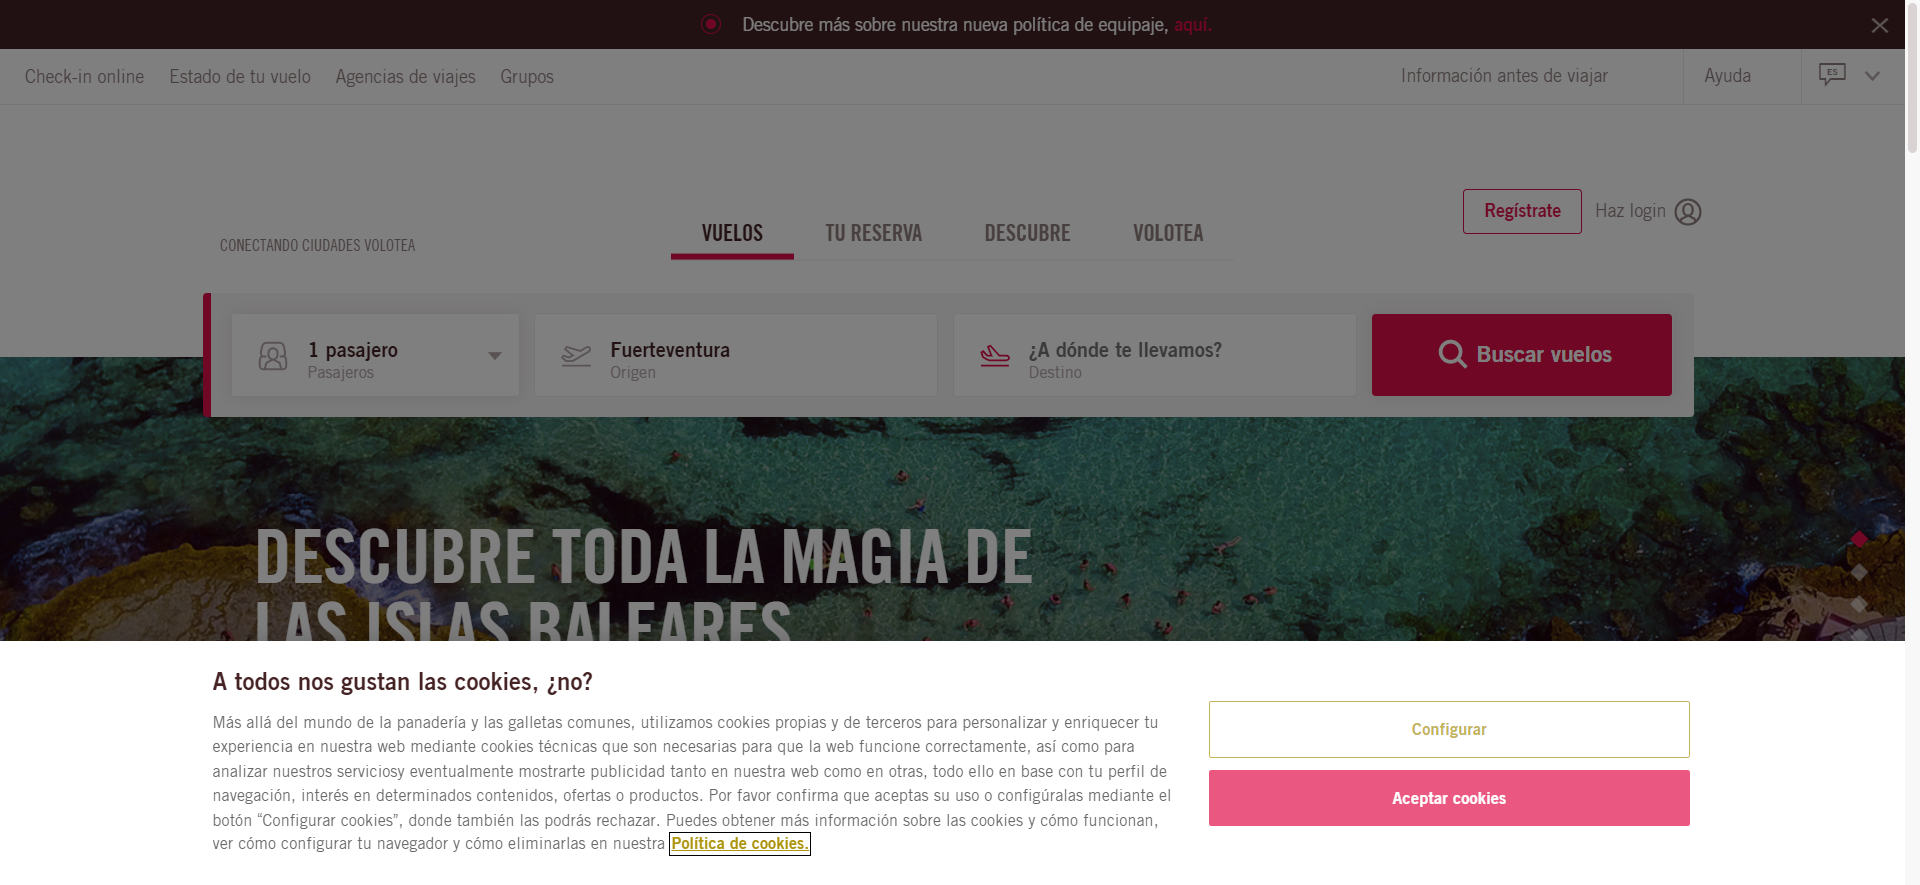 Descubre más sobre nuestra nueva política de equipaje, aquí.
Check-in online Estado de tu vuelo Agencias de viajes Grupos
Información antes de viajar Ayuda ES
Regístrate Haz login
CONECTANDO CIUDADES VOLOTEA
VUELOS TU RESERVA DESCUBRE VOLOTEA
1 pasajero
Pasajeros
Fuerteventura
Origen
¿A dónde te llevamos?
Destino
Buscar vuelos
DESCUBRE TODA LA MAGIA DE
LAS ISLAS BALEARES
A todos nos gustan las cookies, ¿no?
Más allá del mundo de la panadería y las galletas comunes, utilizamos cookies propias y de terceros para personalizar y enriquecer tu
experiencia en nuestra web mediante cookies técnicas que son necesarias para que la web funcione correctamente, así como para
analizar nuestros serviciosy eventualmente mostrarte publicidad tanto en nuestra web como en otras, todo ello en base con tu perfil de
navegación, interés en determinados contenidos, ofertas o productos. Por favor confirma que aceptas su uso o configúralas mediante el
botón “Configurar cookies”, donde también las podrás rechazar. Puedes obtener más información sobre las cookies y cómo funcionan,
ver cómo configurar tu navegador y cómo eliminarlas en nuestra Política de cookies.
Configurar
Aceptar cookies